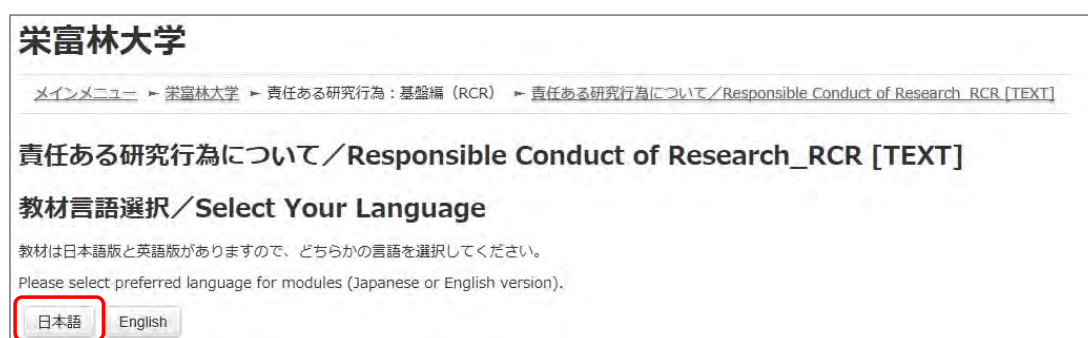 栄富林大学
メインメニュー ► 栄富林大学 ► 責任ある研究行為：基盤編（RCR） ► 責任ある研究行為について／Responsible Conduct of Research_RCR [TEXT]
責任ある研究行為について／Responsible Conduct of Research_RCR [TEXT]
教材言語選択／Select Your Language
教材は日本語版と英語版がありますので、どちらかの言語を選択してください。
Please select preferred language for modules (Japanese or English version).
日本語 English